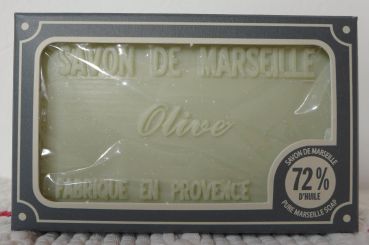 SAVON DE MARSEILLE
Olive
FABRIQUE EN PROVENCE
SAVON DE MARSEILLE
72%
D'HUILE
PURE MARSEILLE SOAP